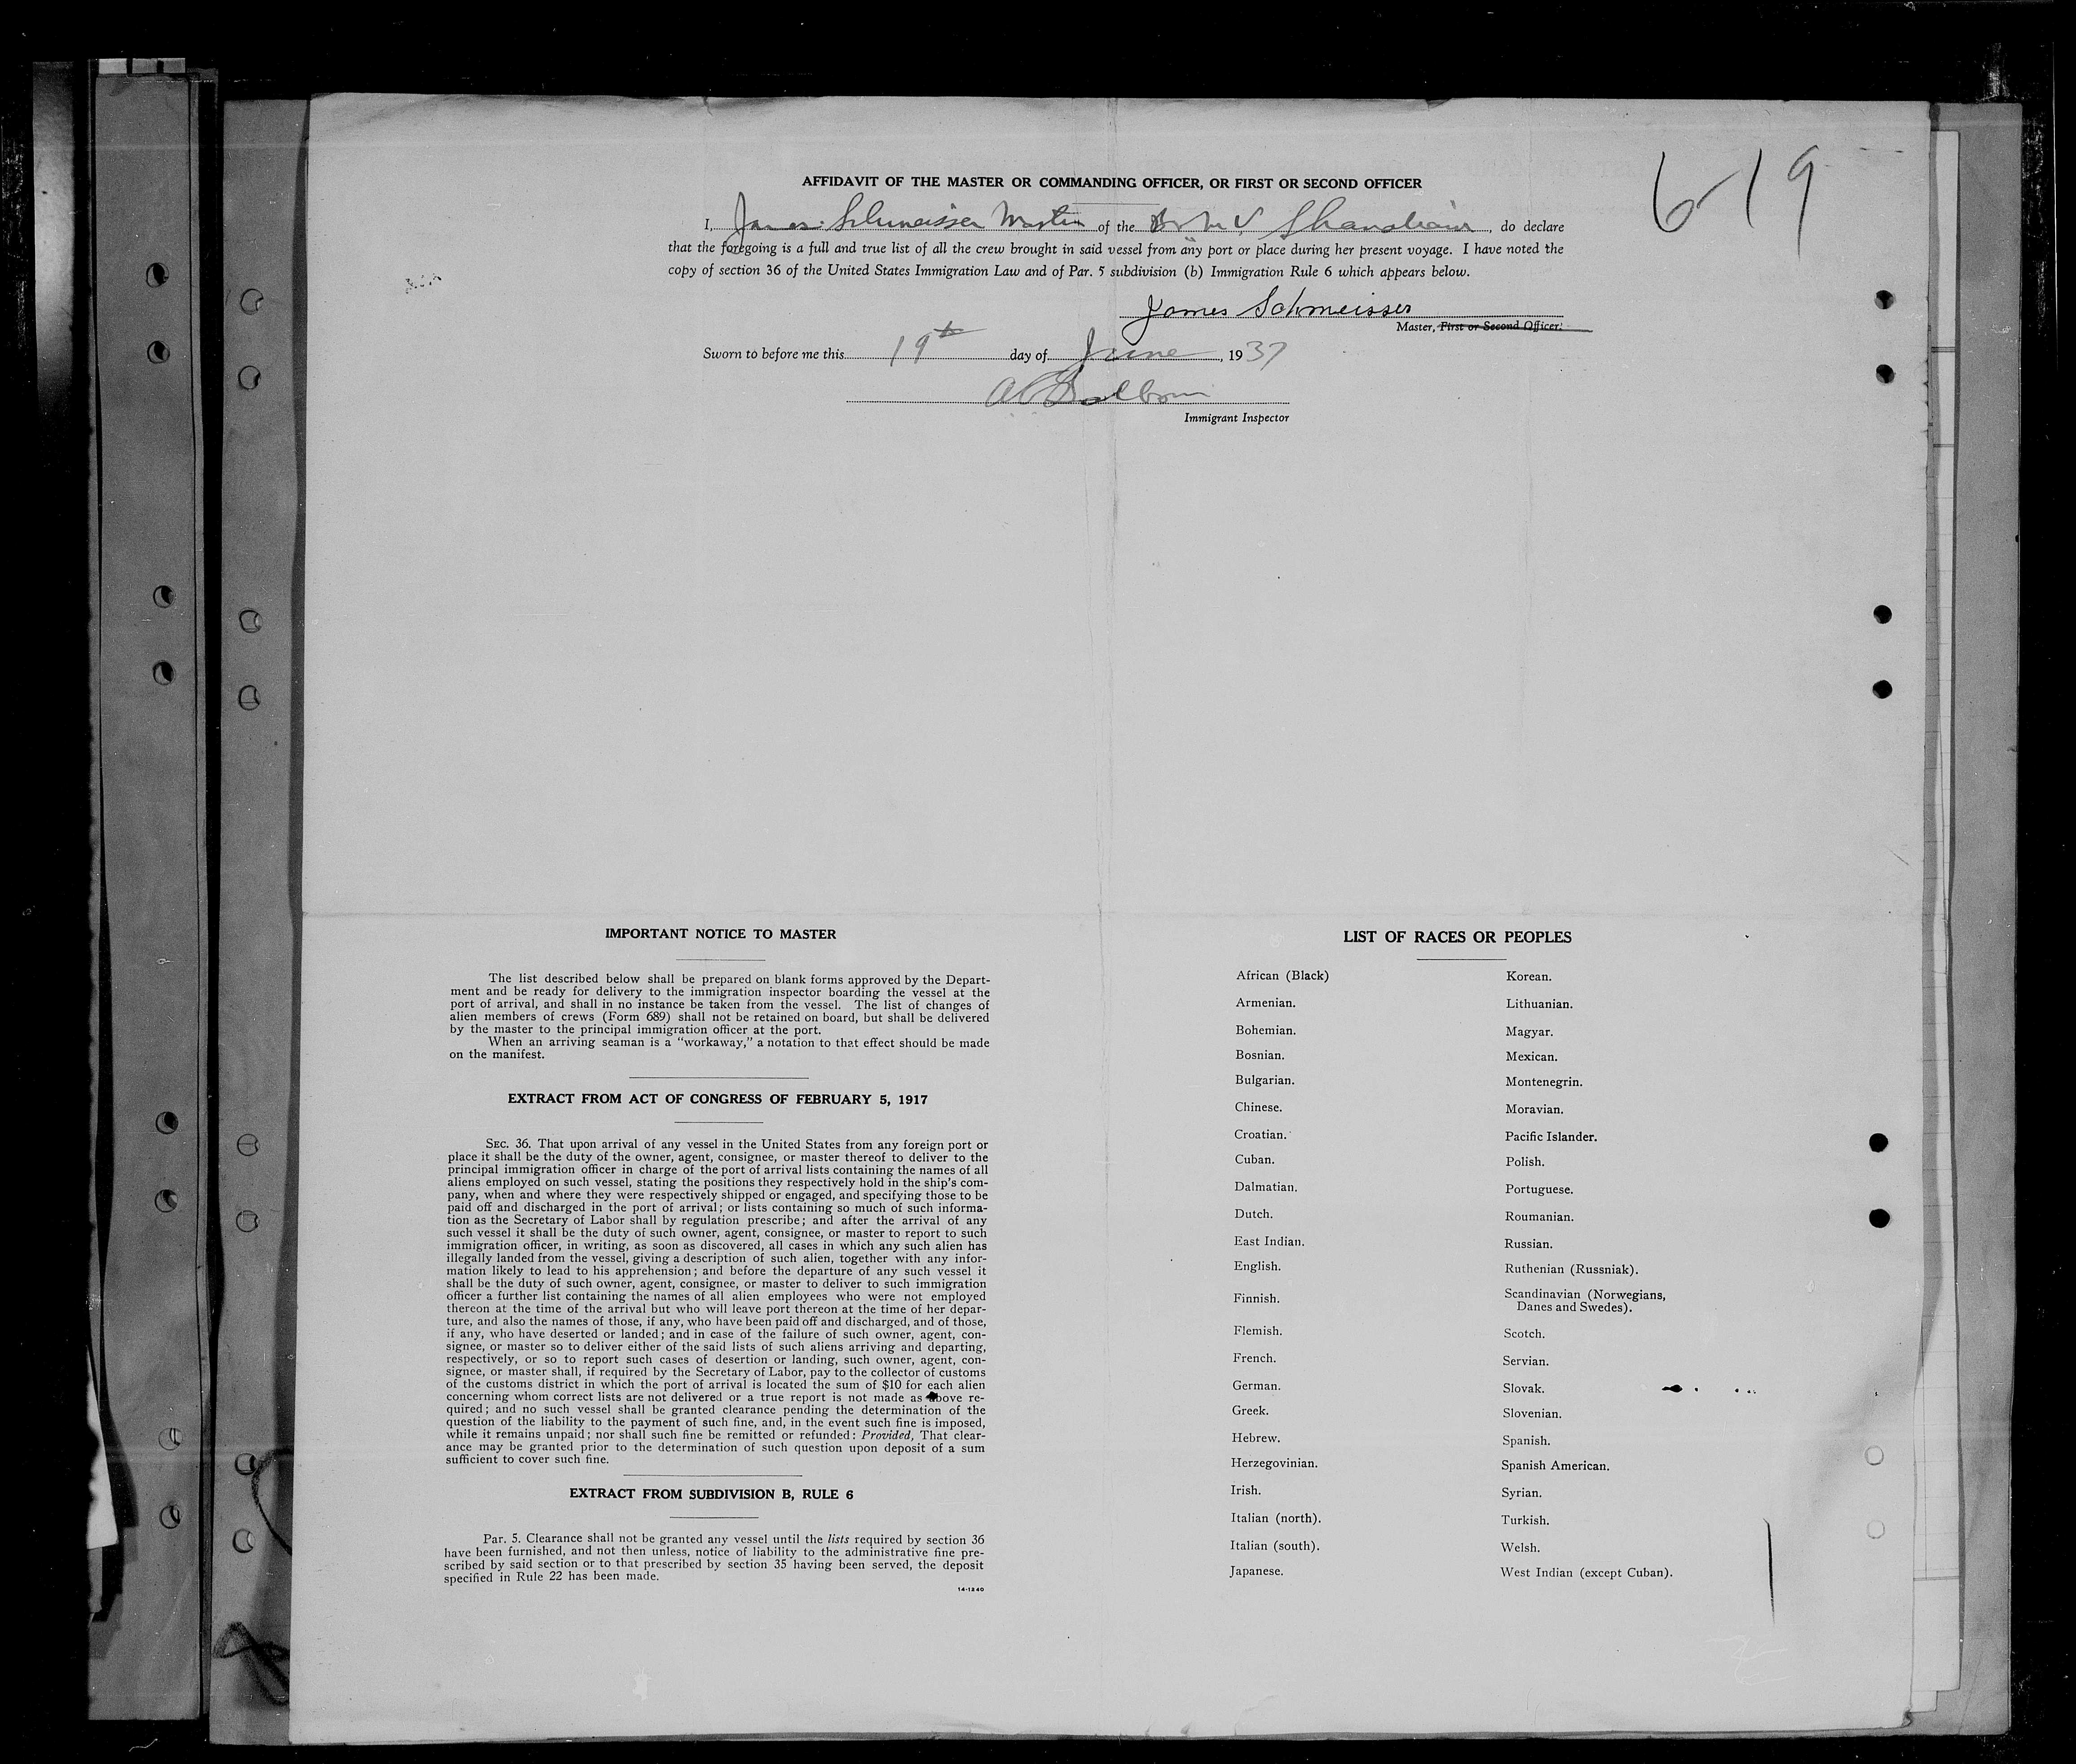 6-19
AFFIDAVIT OF THE MASTER OR COMMANDING OFFICER, OR FIRST OR SECOND OFFICER
I, James Schmeisser Master of the Br M V, do declare
that the foregoing is a full and true list of all the crew brought in said vessel from any port or place during her present voyage. I have noted the
copy of section 36 of the United States Immigration Law and of Par. 5 subdivision (b) Immigration Rule 6 which appears below.
James Schmeisser
Master, First or Second Officer.
Sworn to before me this 19th day of June, 1937
Immigrant Inspector
IMPORTANT NOTICE TO MASTER
The list described below shall be prepared on blank forms approved by the Depart-
ment and be ready for delivery to the immigration inspector boarding the vessel at the
port of arrival, and shall in no instance be taken from the vessel. The list of changes of
alien members of crews (Form 689) shall not be retained on board, but shall be delivered
by the master to the principal immigration officer at the port.
When an arriving seaman is a "workaway," a notation to that effect should be made
on the manifest.
EXTRACT FROM ACT OF CONGRESS OF FEBRUARY 5, 1917
SEC. 36. That upon arrival of any vessel in the United States from any foreign port or
place it shall be the duty of the owner, agent, consignee, or master thereof to deliver to the
principal immigration officer in charge of the port of arrival lists containing the names of all
aliens employed on such vessel, stating the positions they respectively hold in the ship's com-
pany, when and where they were respectively shipped or engaged, and specifying those to be
paid off and discharged in the port of arrival; or lists containing so much of such informa-
tion as the Secretary of Labor shall by regulation prescribe; and after the arrival of any
such vessel it shall be the duty of such owner, agent, consignee, or master to report to such
immigration officer, in writing, as soon as discovered, all cases in which any such alien has
illegally landed from the vessel, giving a description of such alien, together with any infor-
mation likely to lead to his apprehension; and before the departure of any such vessel it
shall be the duty of such owner, agent, consignee, or master to deliver to such immigration
officer a further list containing the names of all alien employees who were not employed
thereon at the time of the arrival but who will leave port thereon at the time of her depar-
ture, and also the names of those, if any, who have been paid off and discharged, and of those,
if any, who have deserted or landed; and in case of the failure of such owner, agent, con-
signee, or master so to deliver either of the said lists of such aliens arriving and departing,
respectively, or so to report such cases of desertion or landing, such owner, agent, con-
signee, or master shall, if required by the Secretary of Labor, pay to the collector of customs
of the customs district in which the port of arrival is located the sum of $10 for each alien
concerning whom correct lists are not delivered or a true report is not made as above re-
quired; and no such vessel shall be granted clearance pending the determination of the
question of the liability to the payment of such fine, and, in the event such fine is imposed,
while it remains unpaid; nor shall such fine be remitted or refunded: Provided, That clear-
ance may be granted prior to the determination of such question upon deposit of a sum
sufficient to cover such fine.
EXTRACT FROM SUBDIVISION B, RULE 6
Par. 5. Clearance shall not be granted any vessel until the lists required by section 36
have been furnished, and not then unless, notice of liability to the administrative fine pre-
scribed by said section or to that prescribed by section 35 having been served, the deposit
specified in Rule 22 has been made.
14-1240
LIST OF RACES OR PEOPLES
African (Black)
Armenian.
Bohemian.
Bosnian.
Bulgarian.
Chinese.
Croatian.
Cuban.
Dalmatian.
Dutch.
East Indian.
English.
Finnish.
Flemish.
French.
German.
Greek.
Hebrew.
Herzegovinian.
Irish.
Italian (north).
Italian (south).
Japanese.
Korean.
Lithuanian.
Magyar.
Mexican.
Montenegrin.
Moravian.
Pacific Islander.
Polish.
Portuguese.
Roumanian.
Russian.
Ruthenian (Russniak).
Scandinavian (Norwegians,
Danes and Swedes).
Scotch.
Servian.
Slovak.
Slovenian.
Spanish.
Spanish American.
Syrian.
Turkish.
Welsh.
West Indian (except Cuban).